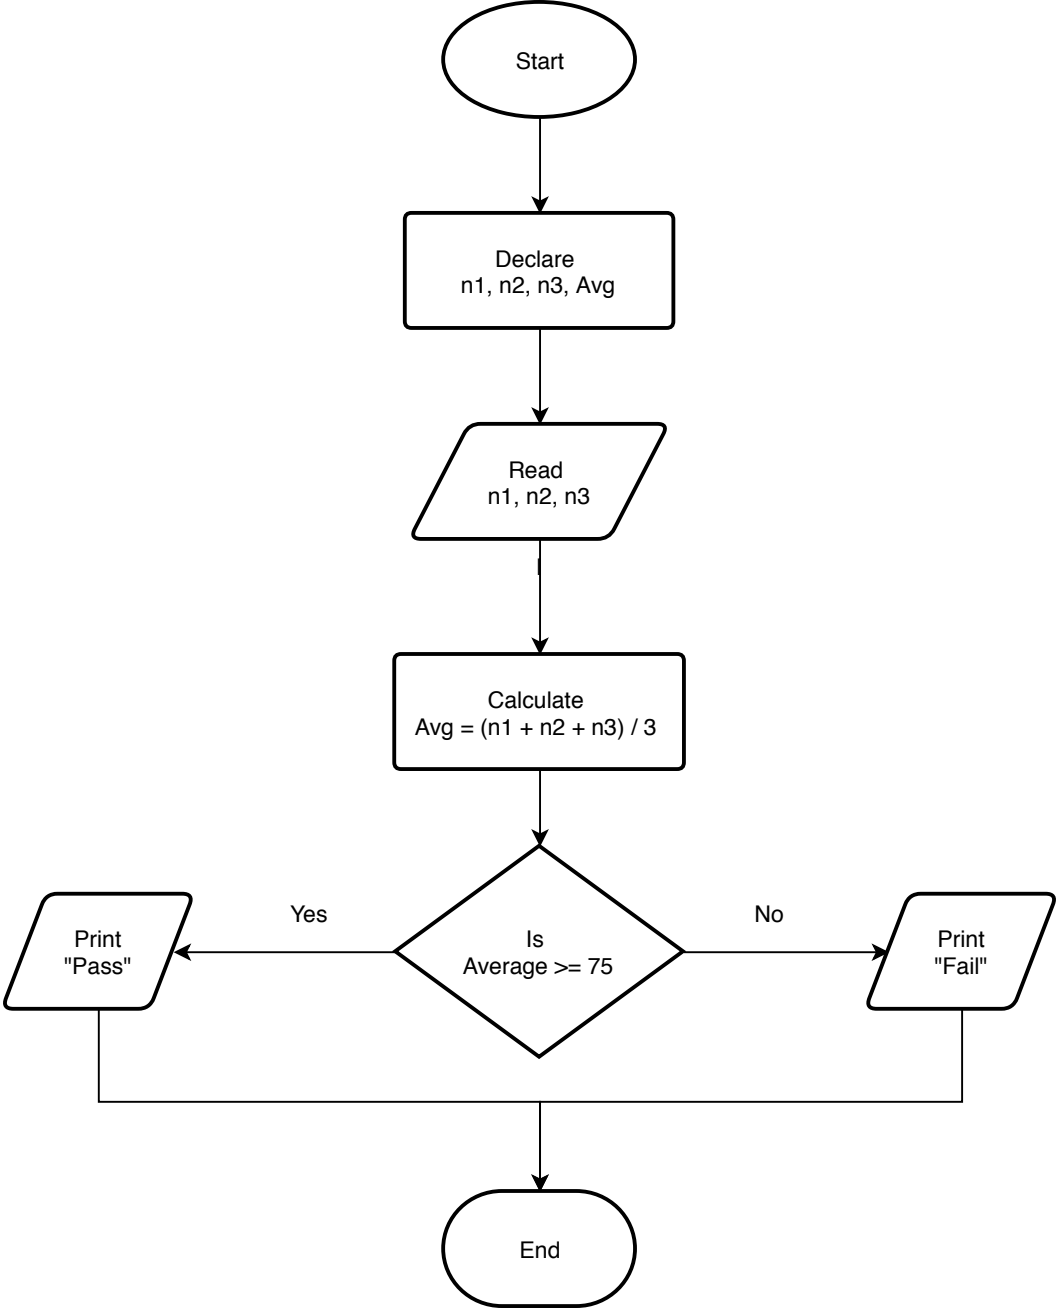 Start
Declare
n1, n2, n3, Avg
Read
n1, n2, n3
Calculate
Avg = (n1 + n2 + n3) / 3
Yes
No
Print
"Pass"
Is
Average >= 75
Print
"Fail"
End